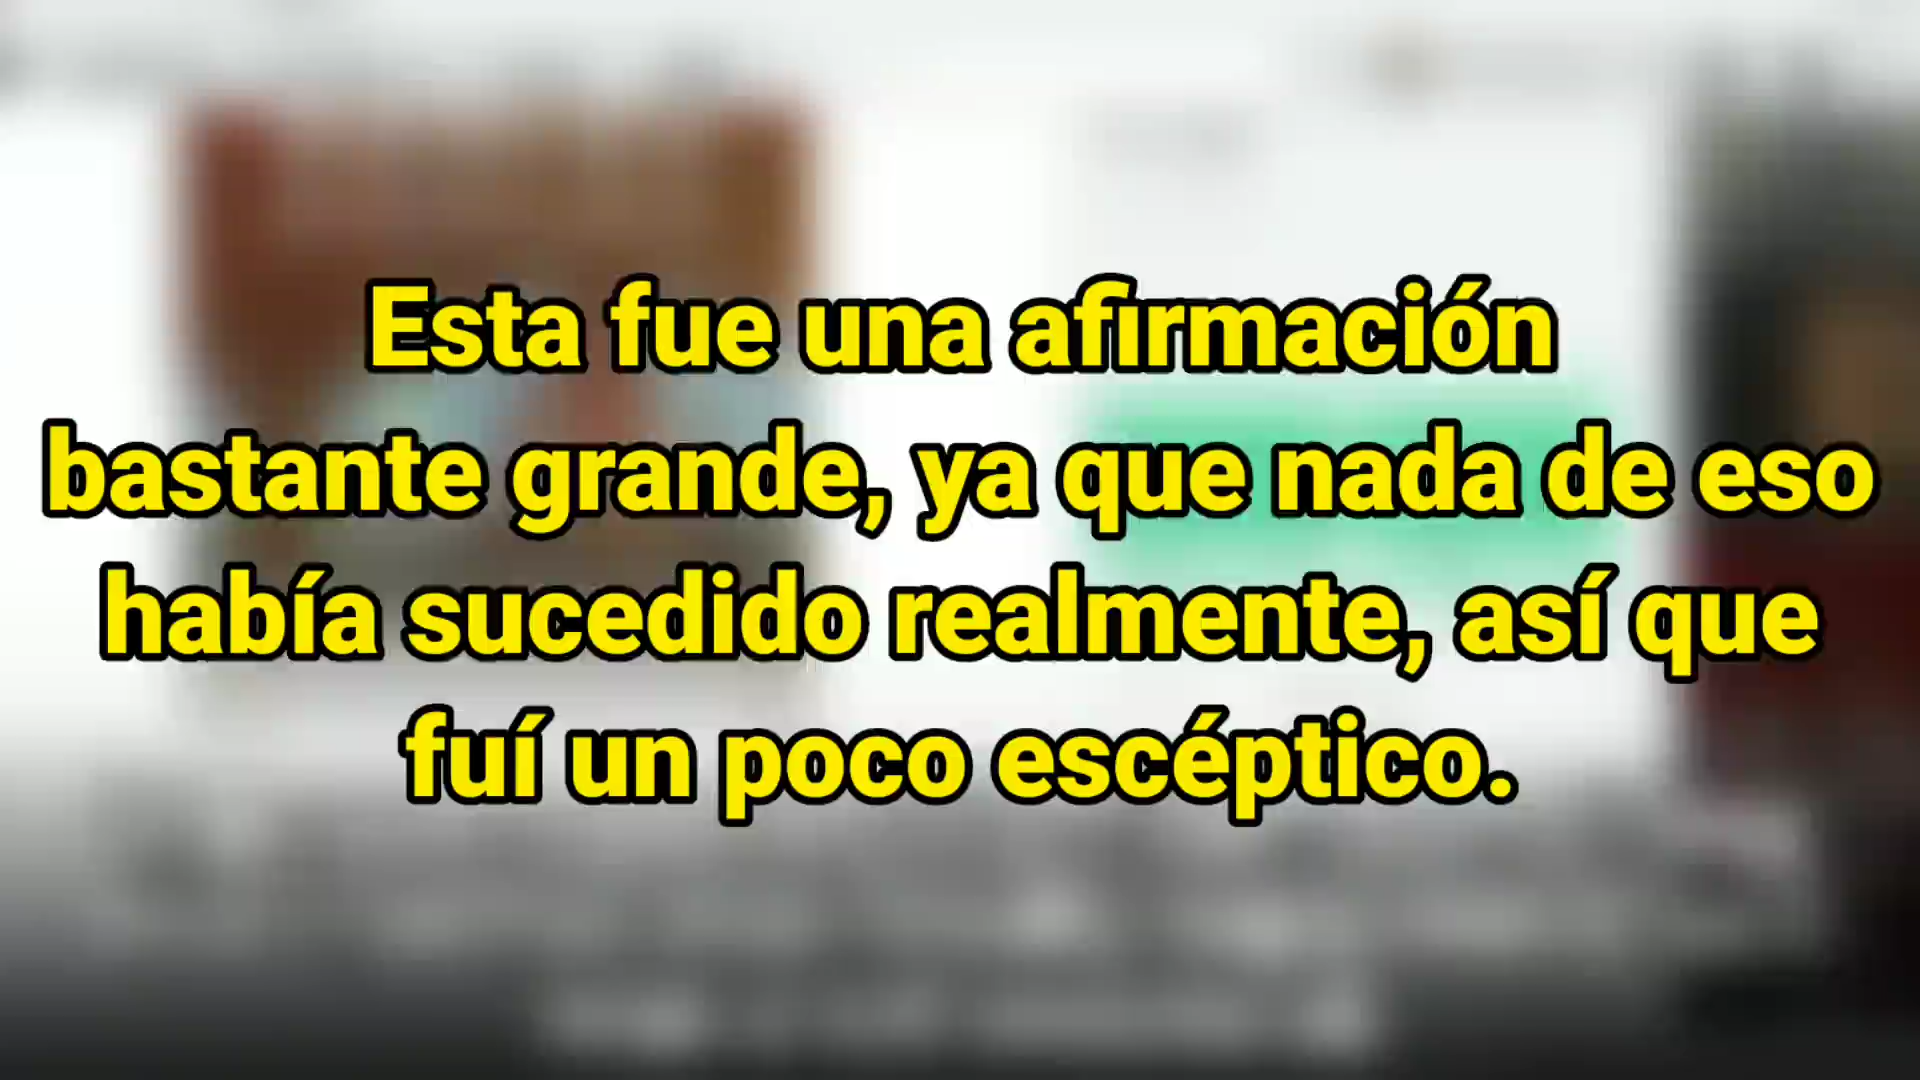 Esta fue una afirmación
bastante grande, ya que nada de eso
había sucedido realmente, así que
fuí un poco escéptico.